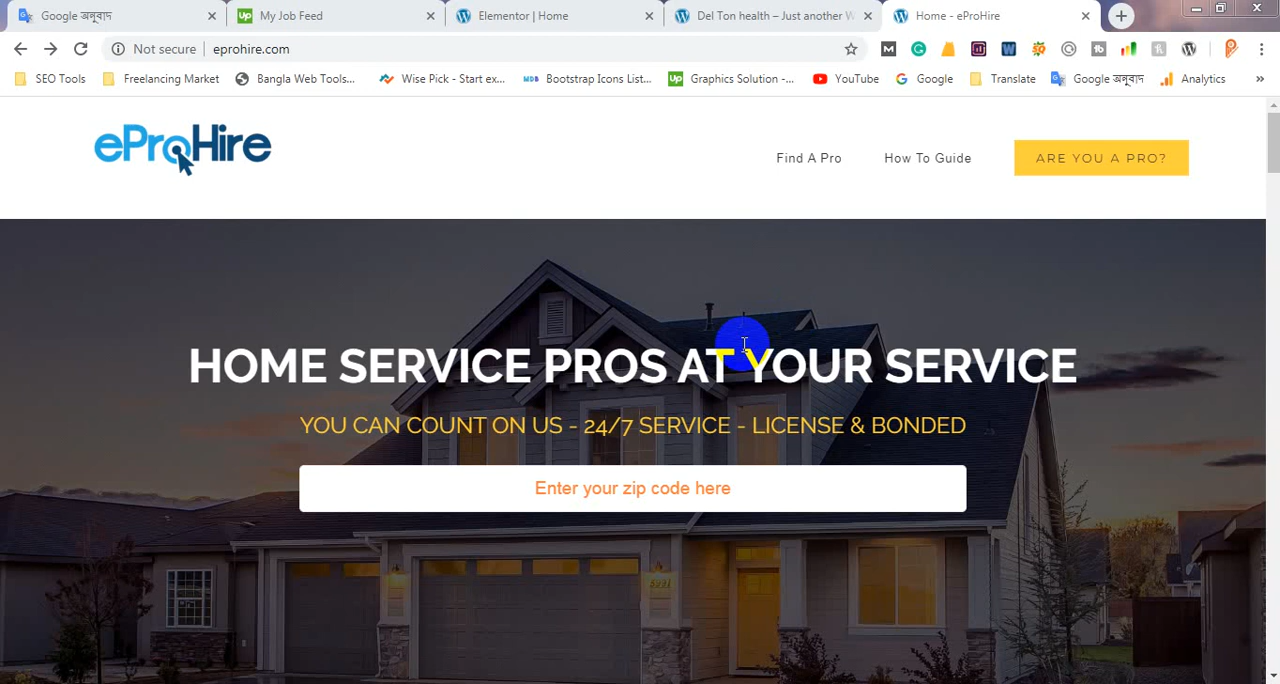 Google অনুবাদ
My Job Feed
Elementor | Home
Del Ton health – Just another W
Home - eProHire
Not secure
eprohire.com
SEO Tools
Freelancing Market
Bangla Web Tools...
Wise Pick - Start ex...
MDB
Bootstrap Icons List...
Up
Graphics Solution -...
YouTube
Google
Translate
Google অনুবাদ
Analytics
»
eProHire
Find A Pro
How To Guide
ARE YOU A PRO?
HOME SERVICE PROS AT YOUR SERVICE
YOU CAN COUNT ON US - 24/7 SERVICE - LICENSE & BONDED
Enter your zip code here